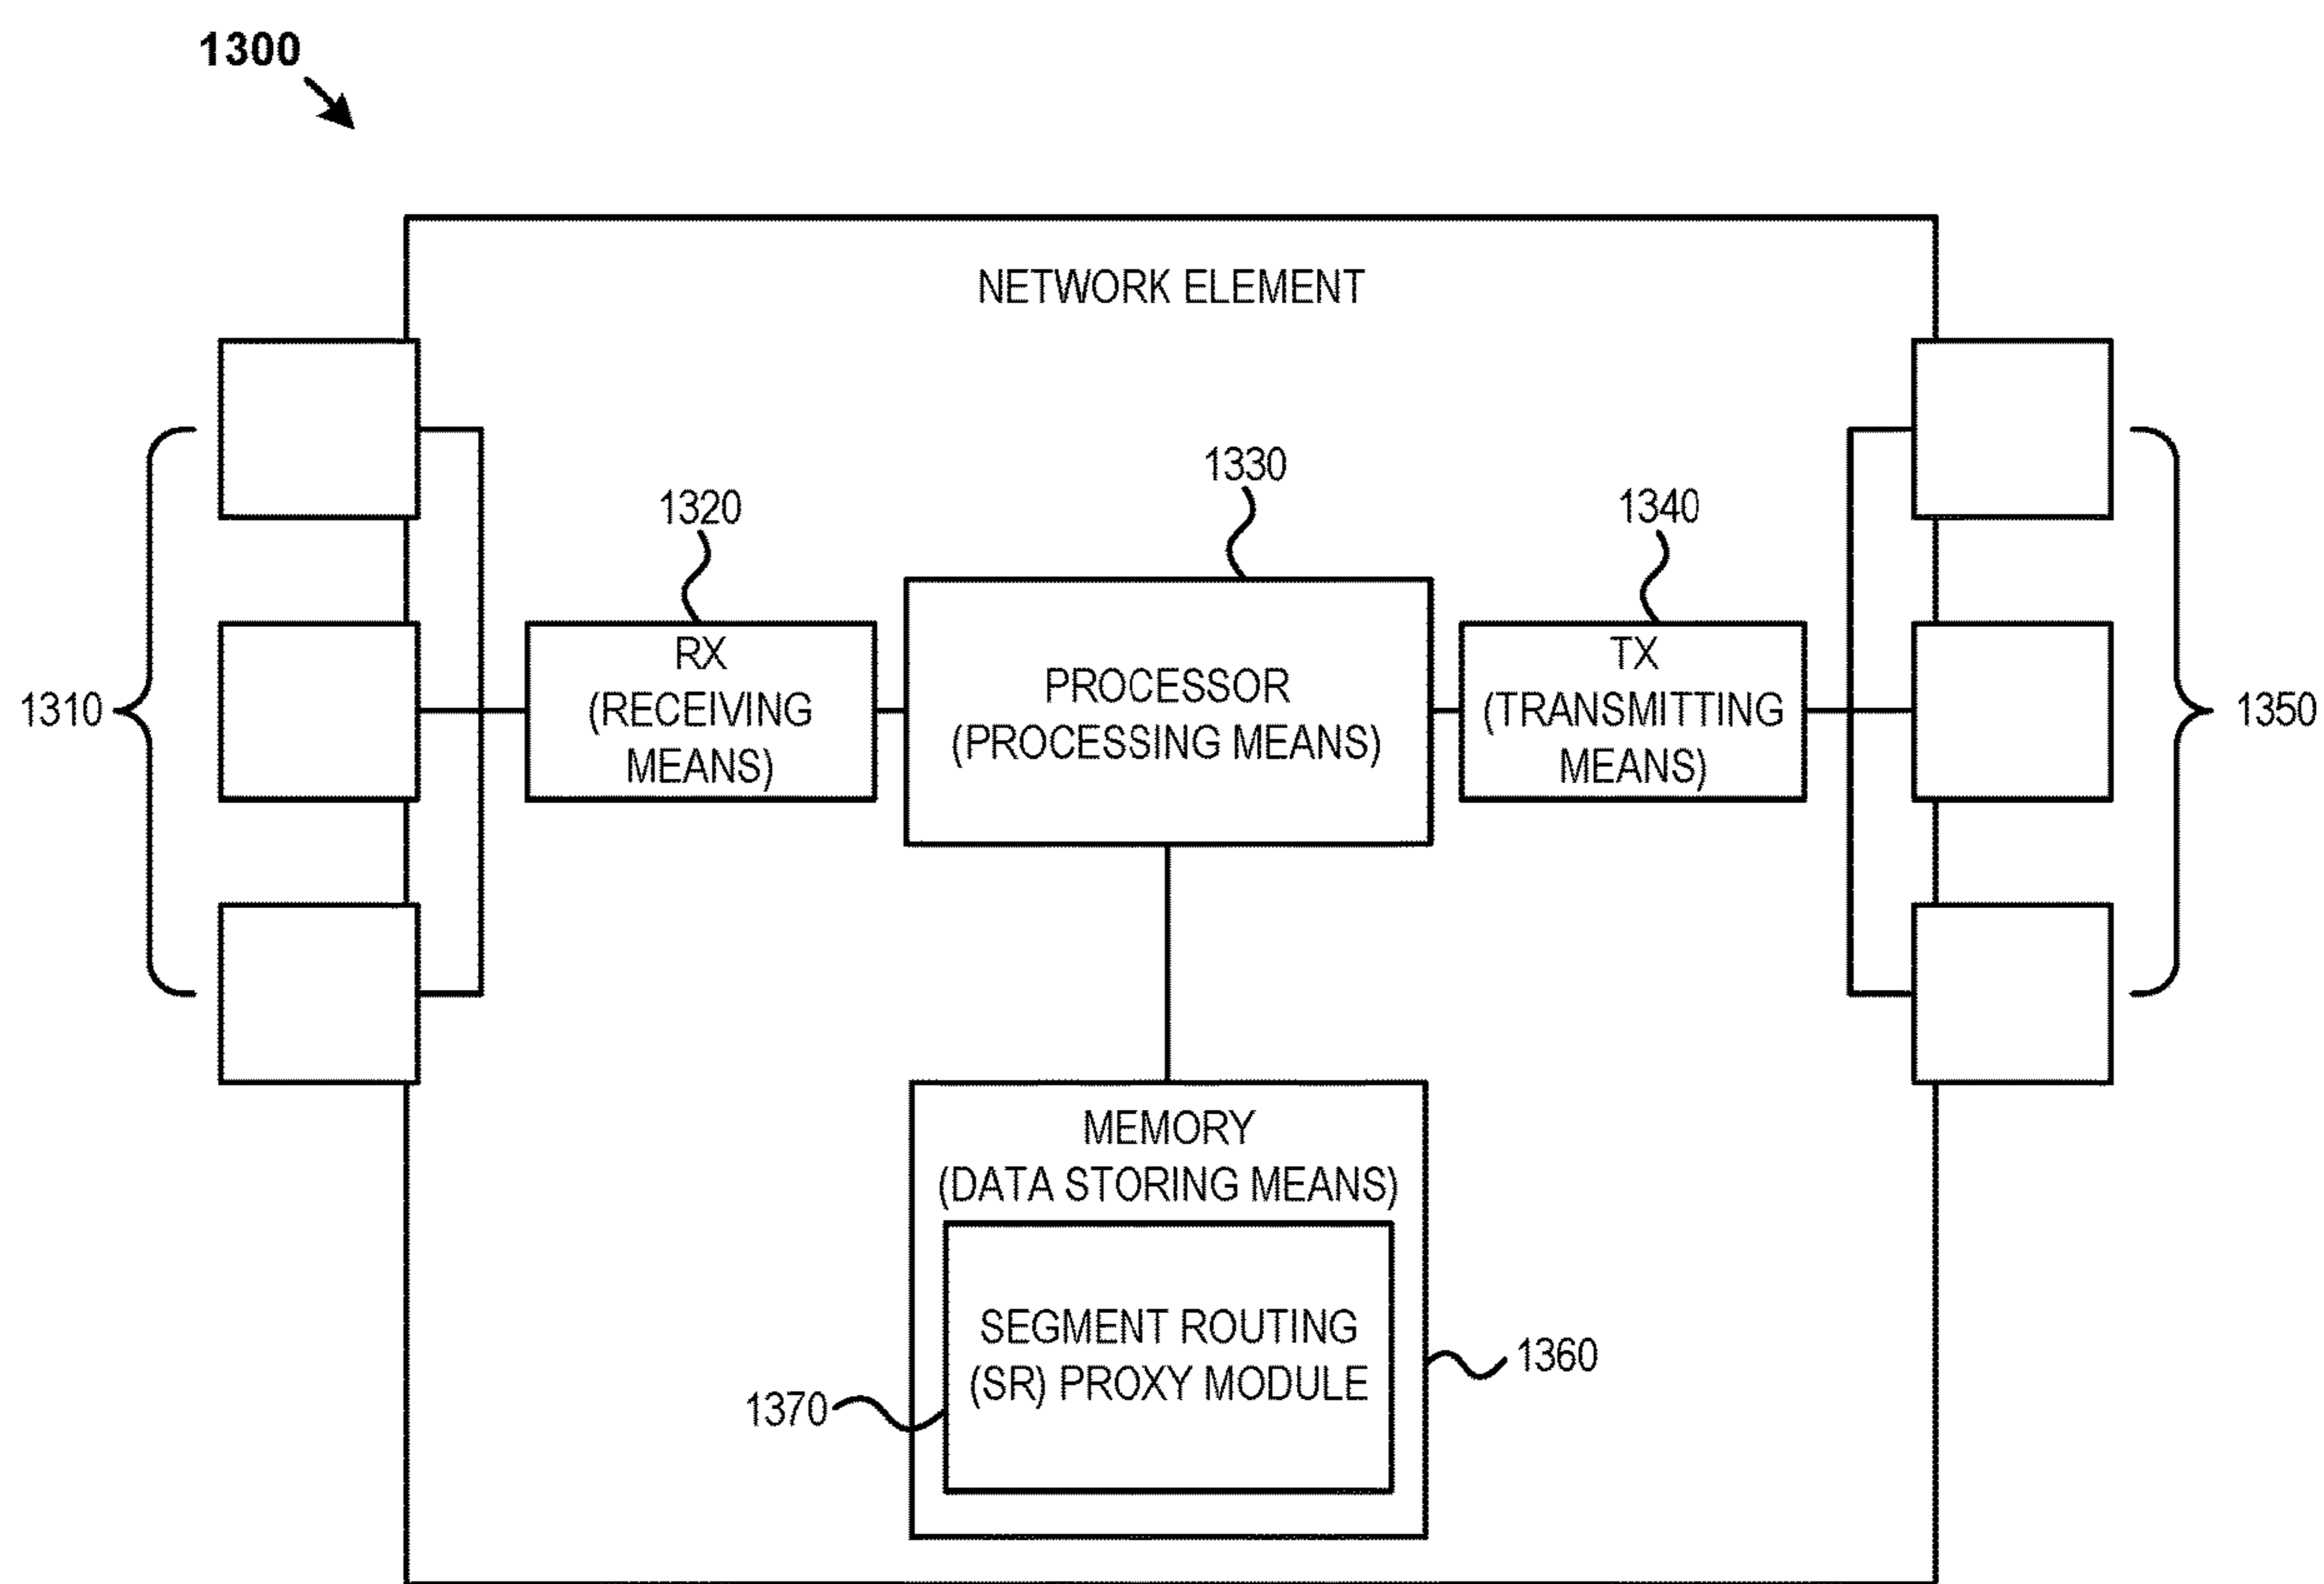 1300
NETWORK ELEMENT
1330
1320
1340
RX
(RECEIVING
MEANS)
PROCESSOR
(PROCESSING MEANS)
TX
(TRANSMITTING
MEANS)
1310
1350
MEMORY
(DATA STORING MEANS)
SEGMENT ROUTING
(SR) PROXY MODULE
1360
1370